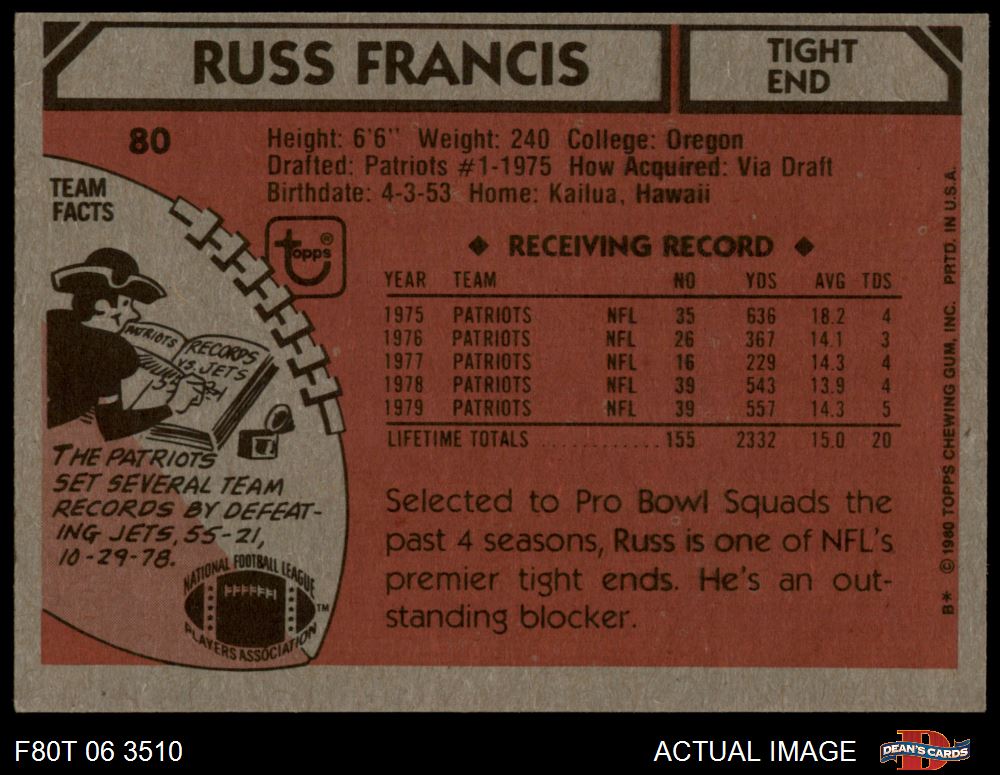 RUSS FRANCIS
TIGHT
END
80
Height: 6'6" Weight: 240 College: Oregon
Drafted: Patriots #1-1975 How Acquired: Via Draft
Birthdate: 4-3-53 Home: Kailua, Hawaii
TEAM
FACTS
topps®
PATRIOTS
RECORDS
VS. JETS
THE PATRIOTS
SET SEVERAL TEAM
RECORDS BY DEFEAT-
ING JETS, 55-21,
10-29-78.
NATIONAL FOOTBALL LEAGUE
PLAYERS ASSOCIATION
TM
◆ RECEIVING RECORD ◆
YEAR TEAM NO YDS AVG TDS
1975 PATRIOTS NFL 35 636 18.2 4
1976 PATRIOTS NFL 26 367 14.1 3
1977 PATRIOTS NFL 16 229 14.3 4
1978 PATRIOTS NFL 39 543 13.9 4
1979 PATRIOTS NFL 39 557 14.3 5
LIFETIME TOTALS ............ 155 2332 15.0 20
Selected to Pro Bowl Squads the
past 4 seasons, Russ is one of NFL's
premier tight ends. He's an out-
standing blocker.
B* © 1980 TOPPS CHEWING GUM, INC. PRTD. IN U.S.A.
F80T 06 3510
ACTUAL IMAGE
D
DEAN'S CARDS